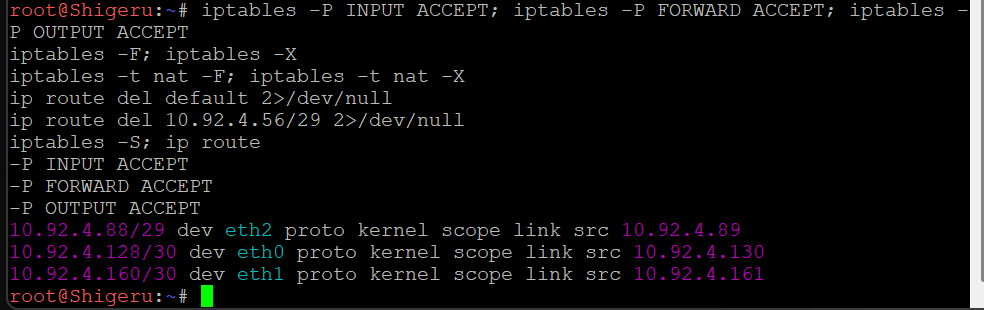 root@Shigeru:~# iptables -P INPUT ACCEPT; iptables -P FORWARD ACCEPT; iptables -
P OUTPUT ACCEPT
iptables -F; iptables -X
iptables -t nat -F; iptables -t nat -X
ip route del default 2>/dev/null
ip route del 10.92.4.56/29 2>/dev/null
iptables -S; ip route
-P INPUT ACCEPT
-P FORWARD ACCEPT
-P OUTPUT ACCEPT
10.92.4.88/29 dev eth2 proto kernel scope link src 10.92.4.89
10.92.4.128/30 dev eth0 proto kernel scope link src 10.92.4.130
10.92.4.160/30 dev eth1 proto kernel scope link src 10.92.4.161
root@Shigeru:~#